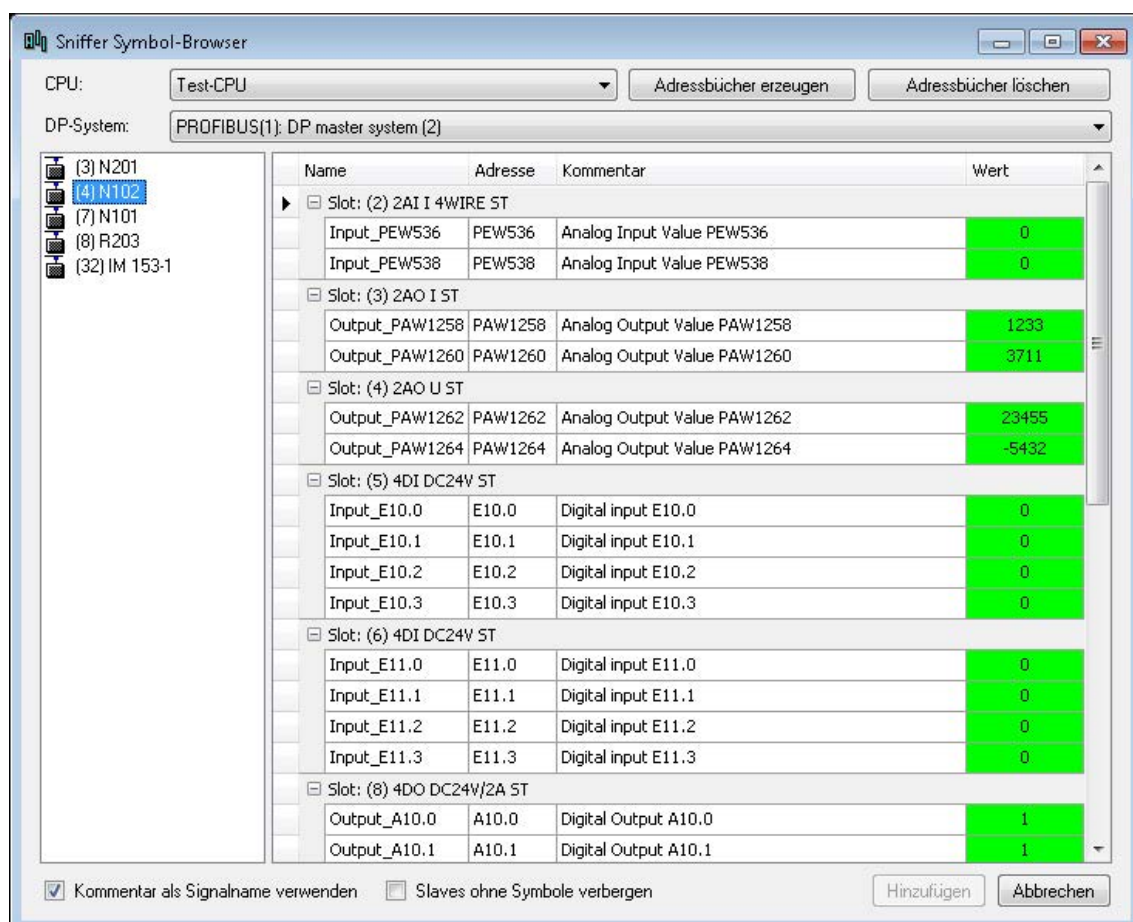 Sniffer Symbol-Browser
CPU: Test-CPU Adressbücher erzeugen Adressbücher löschen
DP-System: PROFIBUS(1): DP master system (2)
(3) N201
(4) N102
(7) N101
(8) R203
(32) IM 153-1
Name Adresse Kommentar Wert
Slot: (2) 2AI I 4WIRE ST
Input_PEW536 PEW536 Analog Input Value PEW536 0
Input_PEW538 PEW538 Analog Input Value PEW538 0
Slot: (3) 2AO I ST
Output_PAW1258 PAW1258 Analog Output Value PAW1258 1233
Output_PAW1260 PAW1260 Analog Output Value PAW1260 3711
Slot: (4) 2AO U ST
Output_PAW1262 PAW1262 Analog Output Value PAW1262 23455
Output_PAW1264 PAW1264 Analog Output Value PAW1264 -5432
Slot: (5) 4DI DC24V ST
Input_E10.0 E10.0 Digital input E10.0 0
Input_E10.1 E10.1 Digital input E10.1 0
Input_E10.2 E10.2 Digital input E10.2 0
Input_E10.3 E10.3 Digital input E10.3 0
Slot: (6) 4DI DC24V ST
Input_E11.0 E11.0 Digital input E11.0 0
Input_E11.1 E11.1 Digital input E11.1 0
Input_E11.2 E11.2 Digital input E11.2 0
Input_E11.3 E11.3 Digital input E11.3 0
Slot: (8) 4DO DC24V/2A ST
Output_A10.0 A10.0 Digital Output A10.0 1
Output_A10.1 A10.1 Digital Output A10.1 1
Kommentar als Signalname verwenden Slaves ohne Symbole verbergen Hinzufügen Abbrechen